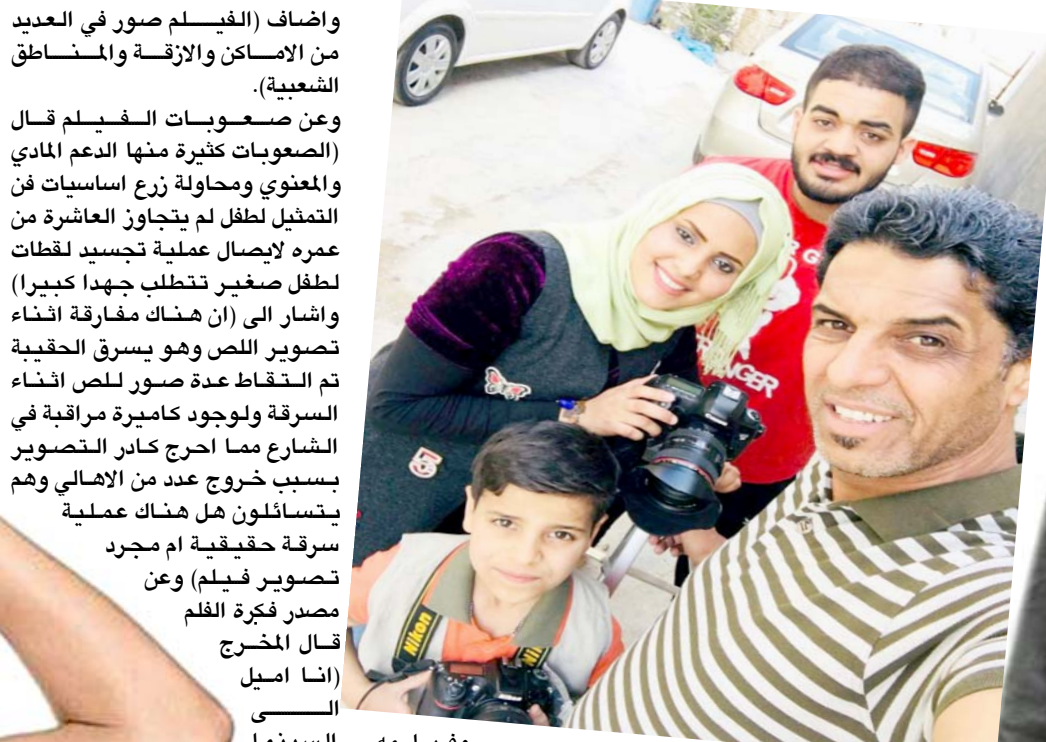 واضاف (الفيلم صور في العديد
من الاماكن والازقة والمناطق
الشعبية).
وعن صعوبات الفيلم قال
(الصعوبات كثيرة منها الدعم المادي
والمعنوي ومحاولة زرع اساسيات فن
التمثيل لطفل لم يتجاوز العاشرة من
عمره لايصال عملية تجسيد لقطات
لطفل صغير تتطلب جهدا كبيرا)
واشار الى (ان هناك مفارقة اثناء
تصوير اللص وهو يسرق الحقيبة
تم التقاط عدة صور للص اثناء
السرقة ولوجود كاميرة مراقبة في
الشارع مما احرج كادر التصوير
بسبب خروج عدد من الاهالي وهم
يتسائلون هل هناك عملية
سرقة حقيقية ام مجرد
تصوير فيلم) وعن
مصدر فكرة الفلم
قال المخرج
(انا اميل
الى
السينما
5
Nikon